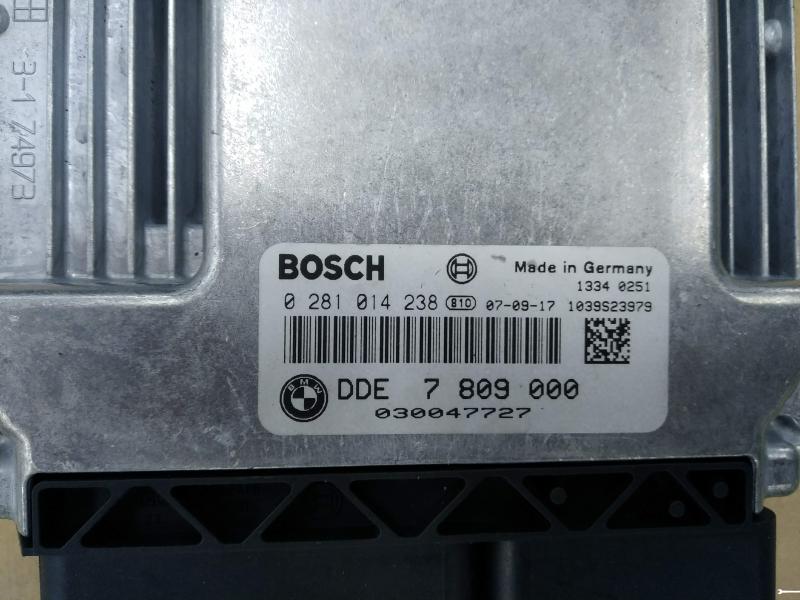 3-1 74973
BOSCH
Made in Germany
1334 0251
0 281 014 238 810 07-09-17 1039S23979
BMW
DDE 7 809 000
030047727